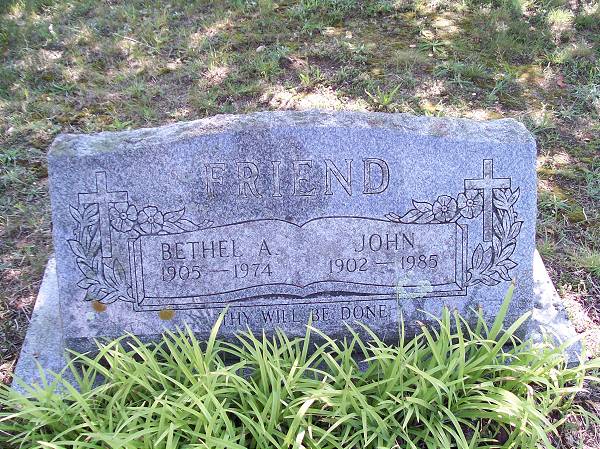 FRIEND
BETHEL A. JOHN
1905 — 1974 1902 — 1985
THY WILL BE DONE